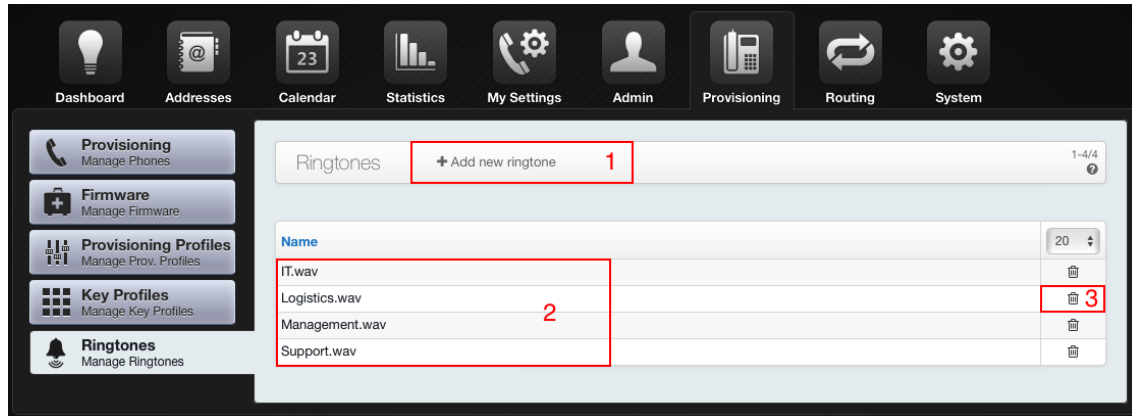 @
23
Dashboard Addresses Calendar Statistics My Settings Admin Provisioning Routing System
Provisioning
Manage Phones
Firmware
Manage Firmware
Provisioning Profiles
Manage Prov. Profiles
Key Profiles
Manage Key Profiles
Ringtones
Manage Ringtones
Ringtones + Add new ringtone 1 1-4/4
?
Name 20
IT.wav
Logistics.wav 3
Management.wav 2
Support.wav